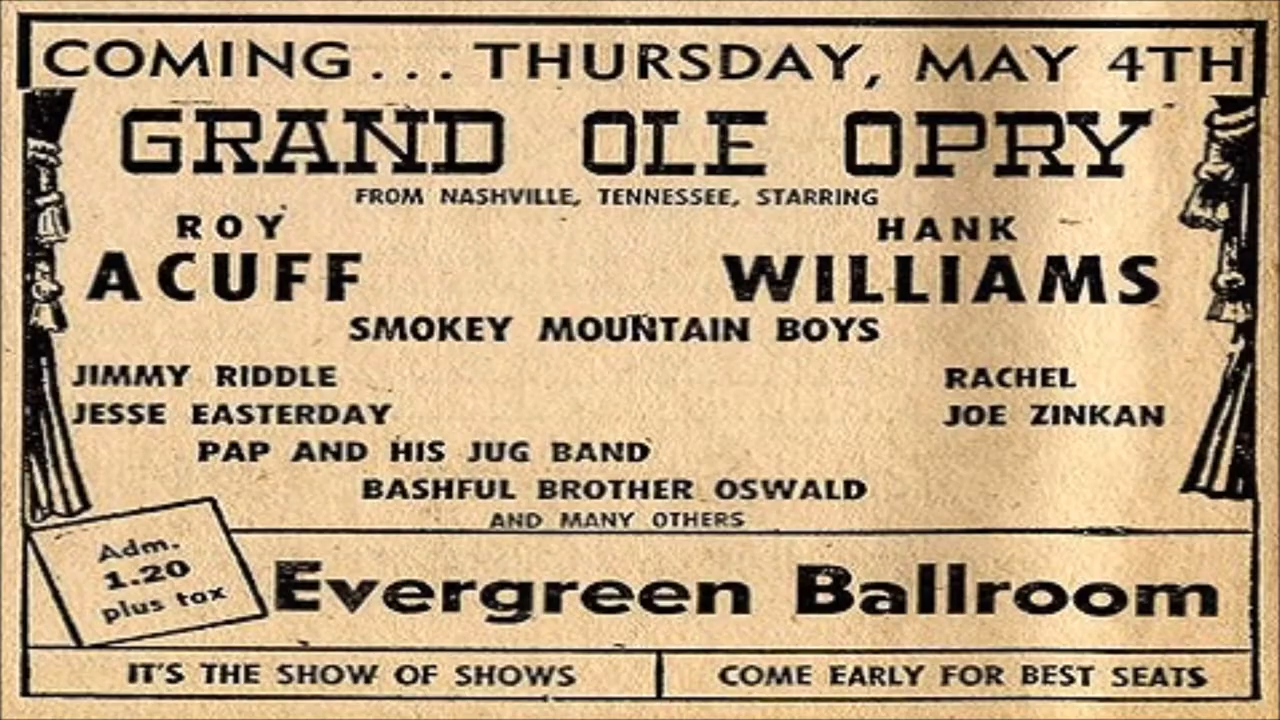 COMING... THURSDAY, MAY 4TH
GRAND OLE OPRY
FROM NASHVILLE, TENNESSEE, STARRING
ROY
ACUFF
HANK
WILLIAMS
SMOKEY MOUNTAIN BOYS
JIMMY RIDDLE
RACHEL
JESSE EASTERDAY
JOE ZINKAN
PAP AND HIS JUG BAND
BASHFUL BROTHER OSWALD
AND MANY OTHERS
Adm.
1.20
plus tax
Evergreen Ballroom
IT'S THE SHOW OF SHOWS
COME EARLY FOR BEST SEATS